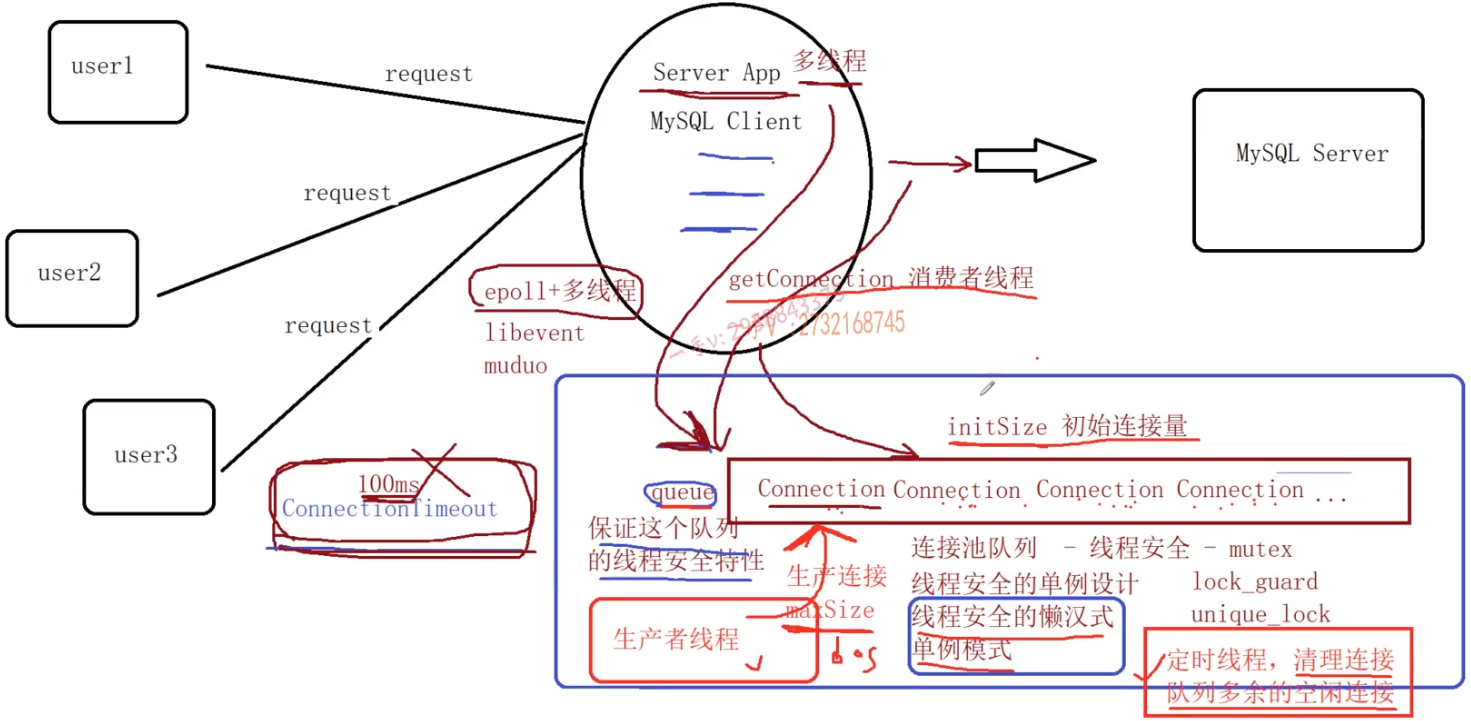 user1
request
Server App 多线程
MySQL Client
MySQL Server
request
user2
epoll+多线程
getConnection 消费者线程
libevent
:2732168745
request
muduo
user3
initSize 初始连接量
100ms
ConnectionTimeout
queue
Connection Connection Connection Connection ...
保证这个队列
的线程安全特性
生产连接
maxSize
生产者线程
连接池队列 - 线程安全 - mutex
线程安全的单例设计 lock_guard
线程安全的懒汉式 unique_lock
单例模式
定时线程，清理连接
队列多余的空闲连接